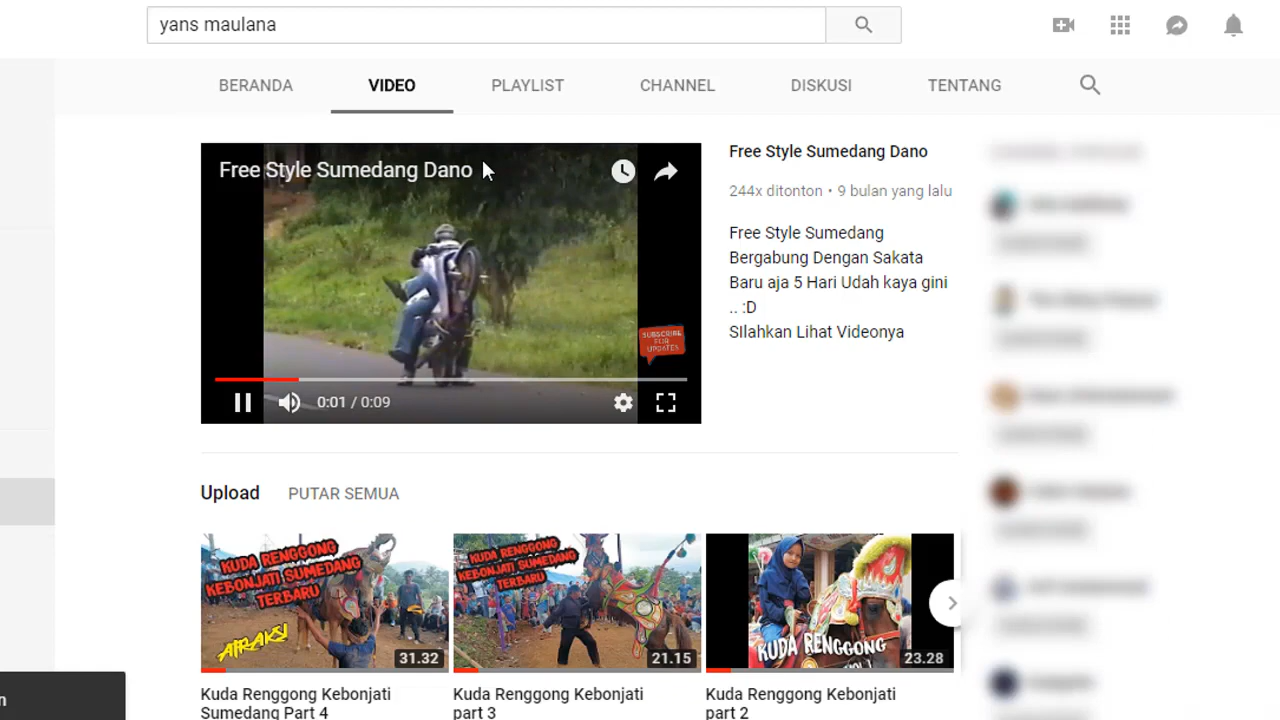 yans maulana
BERANDA
VIDEO
PLAYLIST
CHANNEL
DISKUSI
TENTANG
Free Style Sumedang Dano
SUBSCRIBE
FOR
UPDATES
0:01 / 0:09
Free Style Sumedang Dano
244x ditonton • 9 bulan yang lalu
Free Style Sumedang
Bergabung Dengan Sakata
Baru aja 5 Hari Udah kaya gini
.. :D
SIlahkan Lihat Videonya
Upload
PUTAR SEMUA
KUDA RENGGONG
KEBONJATI SUMEDANG
TERBARU
ATRAKSI
31.32
Kuda Renggong Kebonjati
Sumedang Part 4
KUDA RENGGONG
KEBONJATI SUMEDANG
TERBARU
21.15
Kuda Renggong Kebonjati
part 3
KUDA RENGGONG
23.28
Kuda Renggong Kebonjati
part 2
n